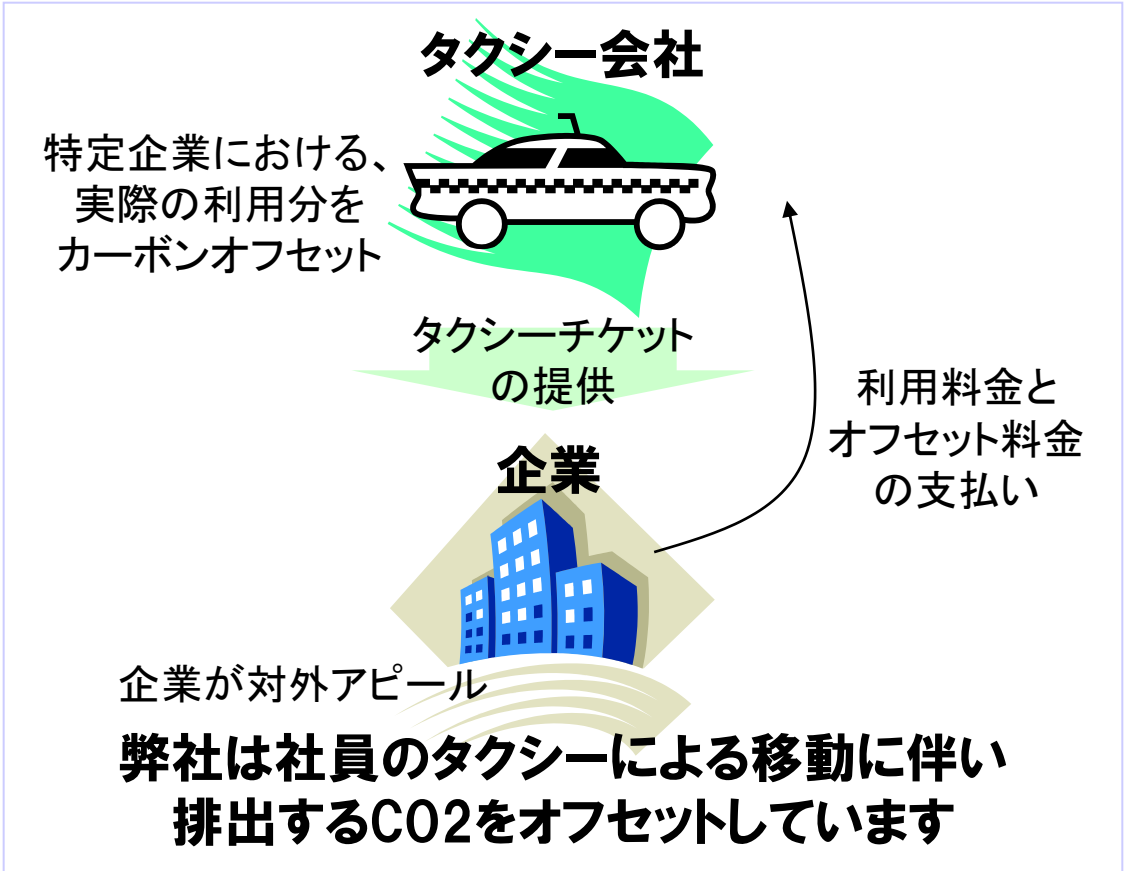 タクシー会社
特定企業における、
実際の利用分を
カーボンオフセット
タクシーチケット
の提供
利用料金と
オフセット料金
の支払い
企業
企業が対外アピール
弊社は社員のタクシーによる移動に伴い
排出するCO2をオフセットしています